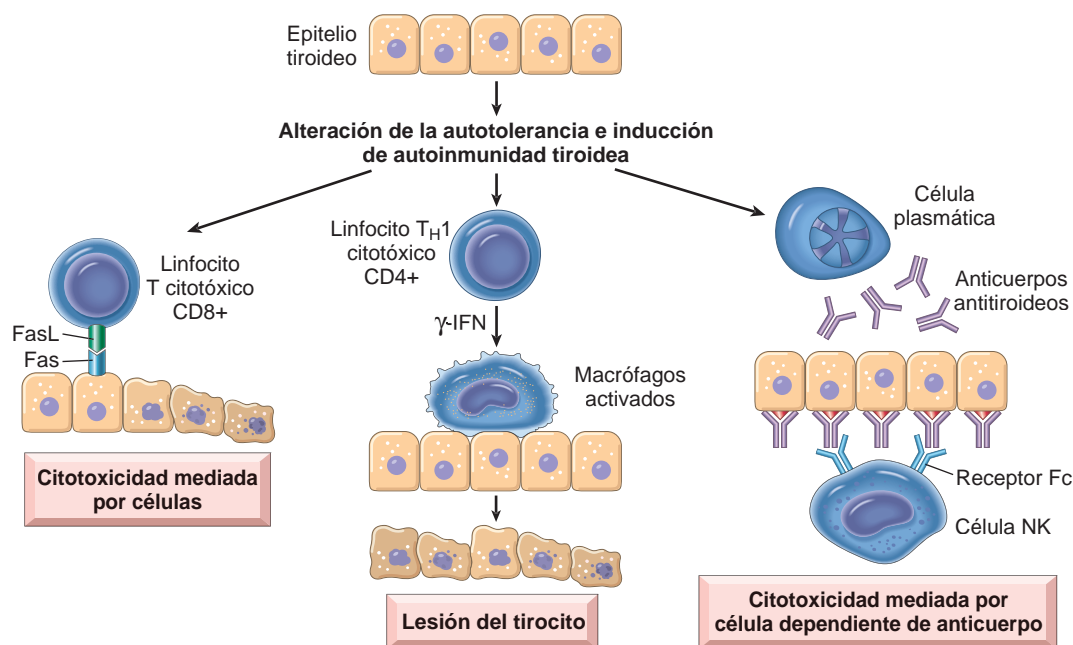 Epitelio
tiroideo
Alteración de la autotolerancia e inducción
de autoinmunidad tiroidea
Linfocito
T citotóxico
CD8+
FasL
Fas
Citotoxicidad mediada
por células
Linfocito TH1
citotóxico
CD4+
γ-IFN
Macrófagos
activados
Lesión del tirocito
Célula
plasmática
Anticuerpos
antitiroideos
Receptor Fc
Célula NK
Citotoxicidad mediada por
célula dependiente de anticuerpo